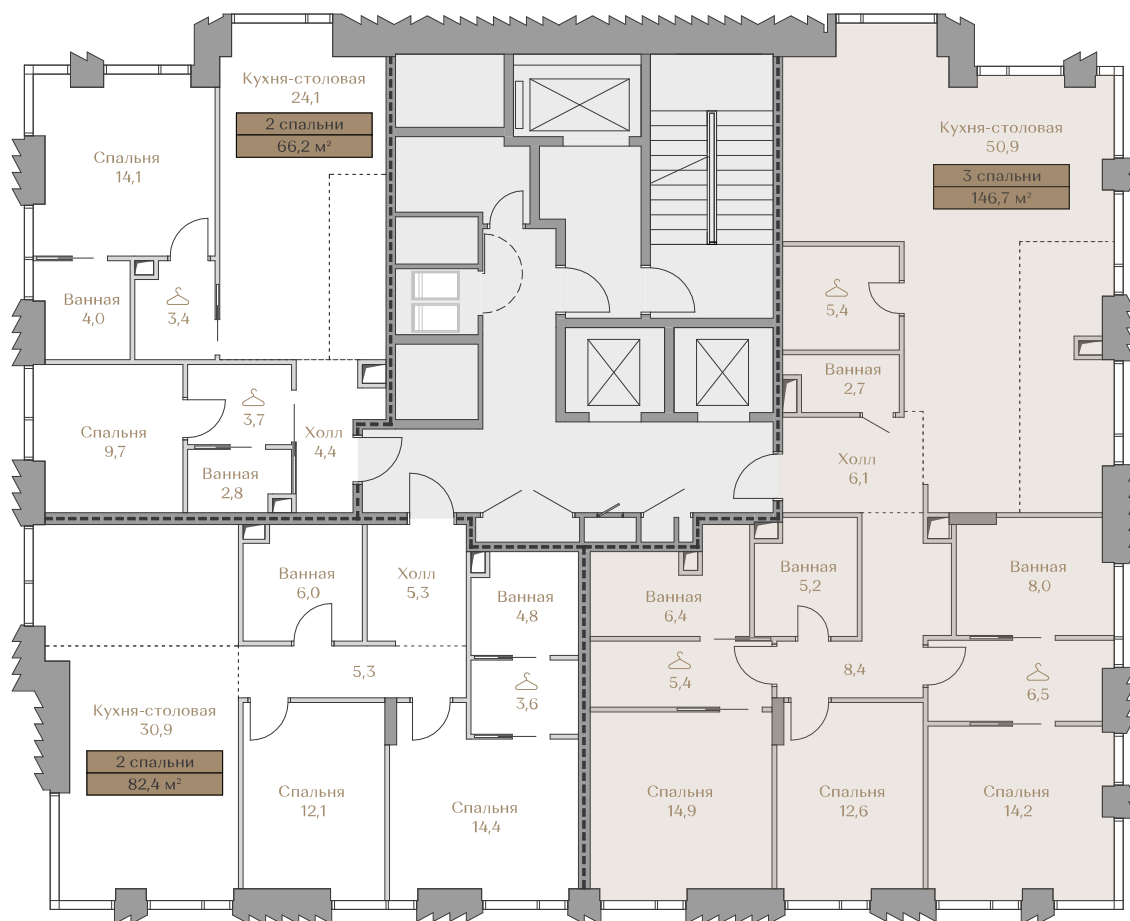 Кухня-столовая
24,1
2 спальни
66,2 м²
Спальня
14,1
Ванная
4,0
3,4
Спальня
9,7
3,7
Ванная
2,8
Холл
4,4
Кухня-столовая
50,9
3 спальни
146,7 м²
5,4
Ванная
2,7
Холл
6,1
Ванная
6,0
Холл
5,3
Ванная
4,8
5,3
3,6
Кухня-столовая
30,9
2 спальни
82,4 м²
Спальня
12,1
Спальня
14,4
Ванная
6,4
Ванная
5,2
Ванная
8,0
5,4
8,4
6,5
Спальня
14,9
Спальня
12,6
Спальня
14,2